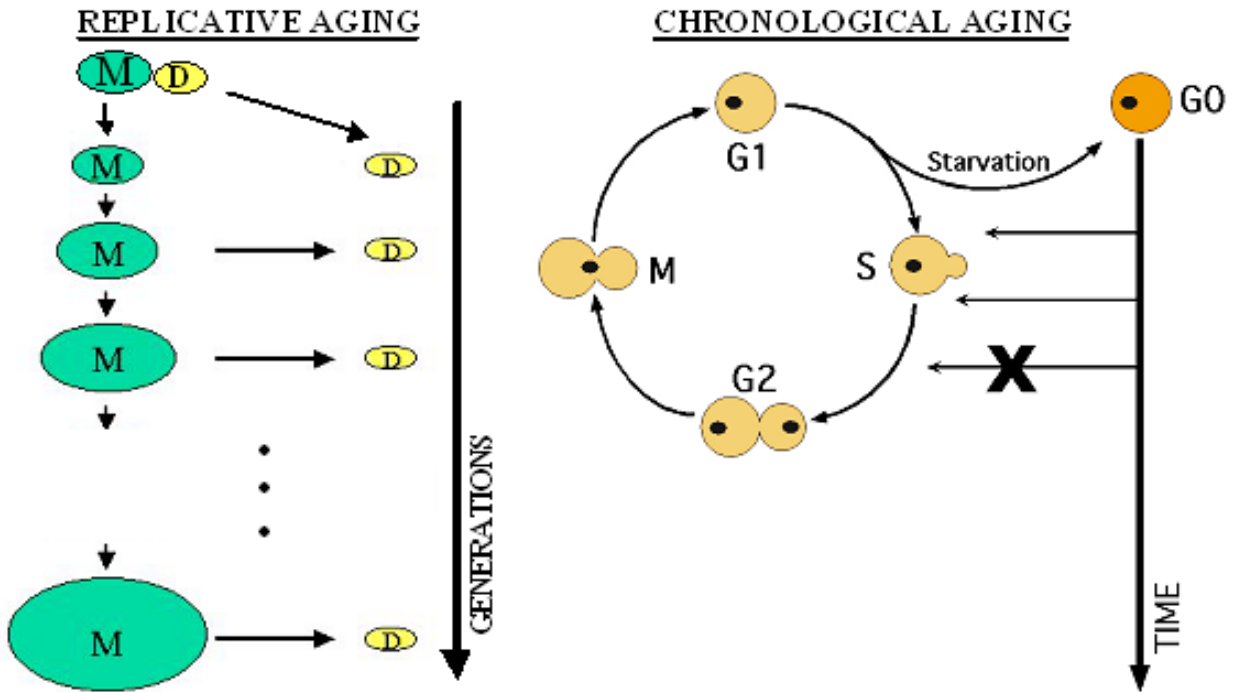 REPLICATIVE AGING
M D
M D
M D
M D
M D
GENERATIONS
CHRONOLOGICAL AGING
G1
Starvation
G0
S
M
G2
X
TIME